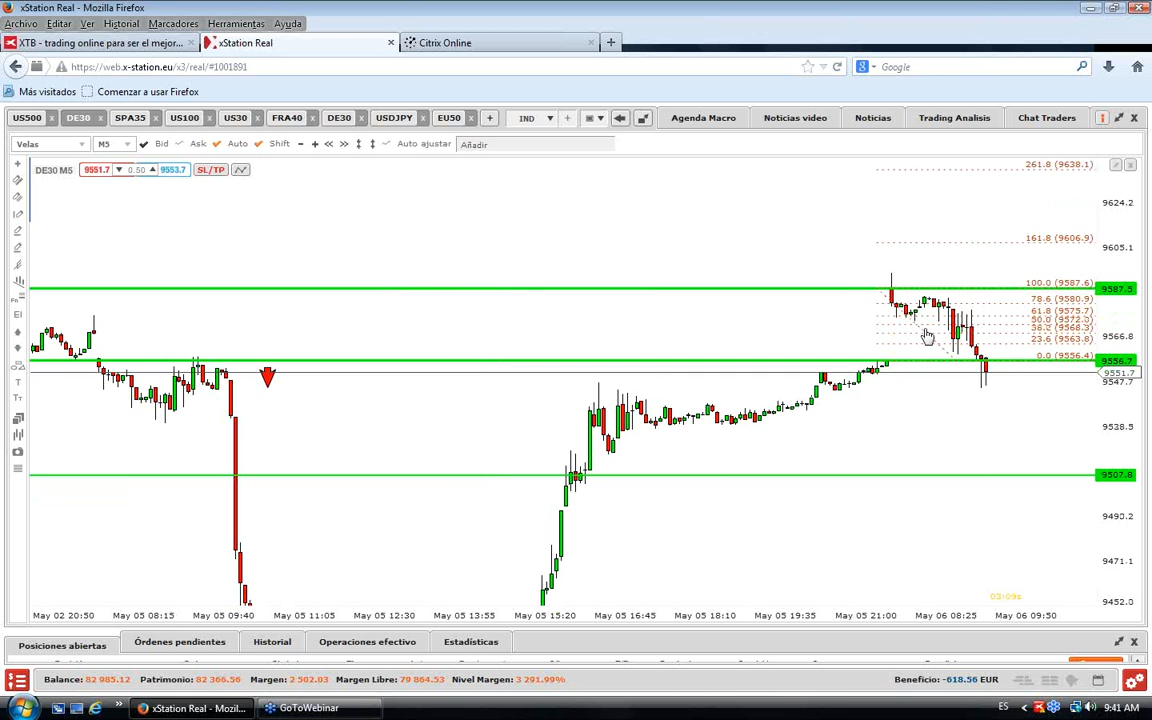 xStation Real - Mozilla Firefox
Archivo Editar Ver Historial Marcadores Herramientas Ayuda
XTB - trading online para ser el mejor... × xStation Real × Citrix Online × +
https://web.x-station.eu/x3/real/#1001891 Google
Más visitados Comenzar a usar Firefox
US500 DE30 SPA35 US100 US30 FRA40 DE30 USDJPY EU50 + IND Agenda Macro Noticias video Noticias Trading Análisis Chat Traders
Velas M5 Bid Ask Auto Shift Auto ajustar Añadir
DE30 M5 9551.7 0.50 9553.7 SL/TP
261.8 (9638.1)
9624.2
161.8 (9606.9)
9605.1
100.0 (9587.6)
9587.5
78.6 (9580.9)
61.8 (9575.7)
50.0 (9572.0)
38.2 (9568.3)
9566.8
23.6 (9563.8)
0.0 (9556.4)
9556.7
9551.7
9547.7
9538.5
9507.8
9490.2
9471.1
9452.0
03:09s
May 02 20:50 May 05 08:15 May 05 09:40 May 05 11:05 May 05 12:30 May 05 13:55 May 05 15:20 May 05 16:45 May 05 18:10 May 05 19:35 May 05 21:00 May 06 08:25 May 06 09:50
Posiciones abiertas Órdenes pendientes Historial Operaciones efectivo Estadísticas
Balance: 82 985.12 Patrimonio: 82 366.56 Margen: 2 502.03 Margen Libre: 79 864.53 Nivel Margen: 3 291.99% Beneficio: -618.56 EUR
xStation Real - Mozil... GoToWebinar ES 9:41 AM